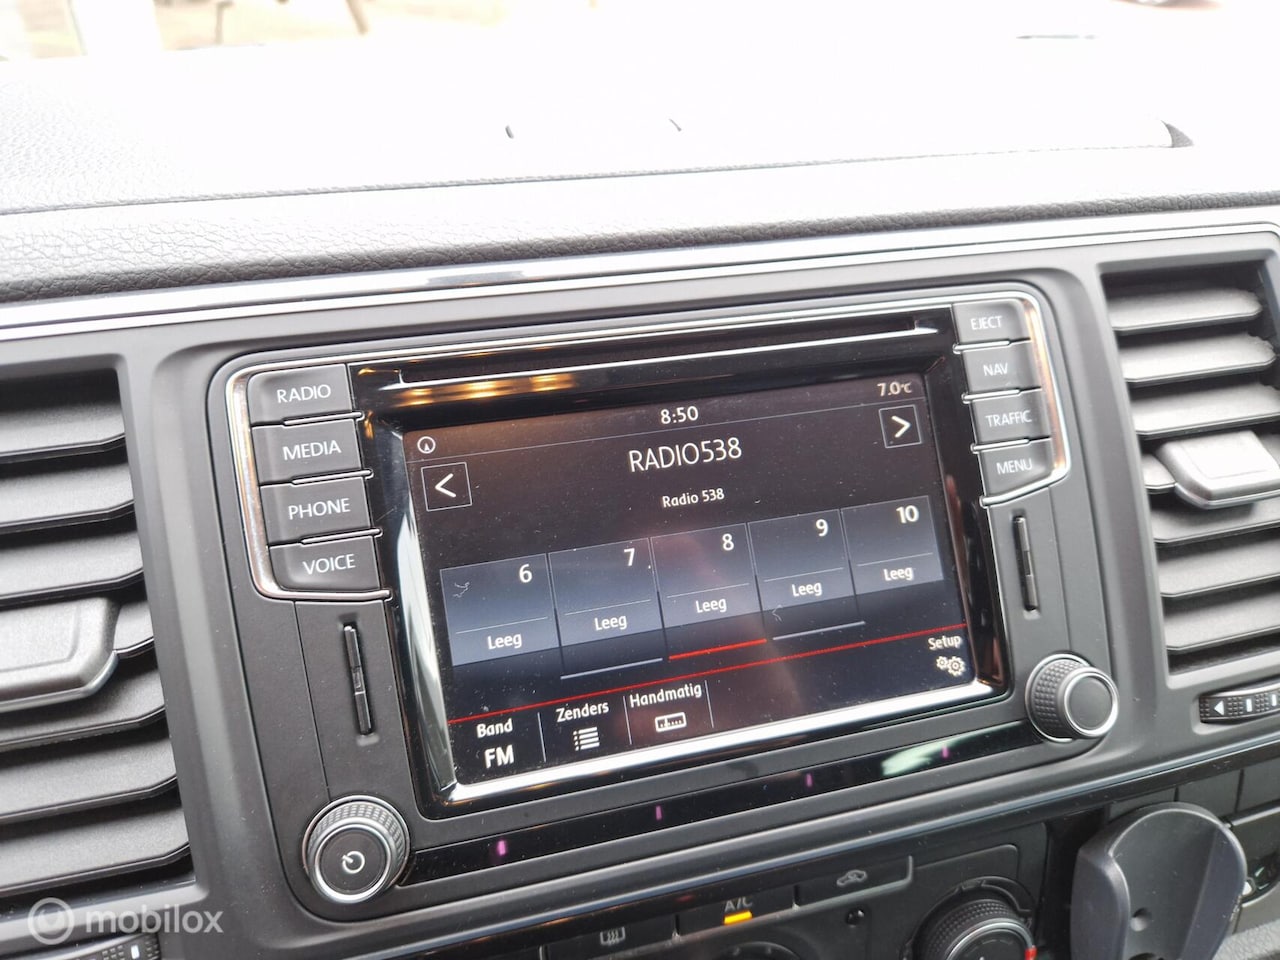 RADIO
MEDIA
PHONE
VOICE
EJECT
NAV
TRAFFIC
MENU
8:50
7.0°C
<
RADIO538
>
Radio 538
6
7
8
9
10
Leeg
Leeg
Leeg
Leeg
Leeg
Band
FM
Zenders
Handmatig
Setup
A/C
mobilox